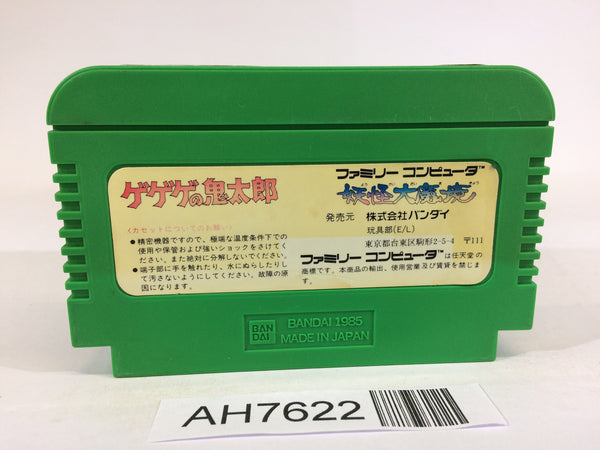 ゲゲゲの鬼太郎
<カセットについてのお願い>
●精密機器ですので、極端な温度条件下での
使用や保管および強いショックをさけてく
ださい。また絶対に分解しないでください。
●端子部に手を触れたり、水にぬらしたりし
て汚さないようにしてください。故障の原
因になります。
ファミリー コンピュータ™
妖怪大魔境
発売元 株式会社バンダイ
玩具部(E/L)
東京都台東区駒形2-5-4 〒111
ファミリー コンピュータ™は任天堂の
商標です。本商品の輸出、使用営業及び賃貸を禁じま
す。
BAN
DAI
BANDAI 1985
MADE IN JAPAN
AH7622